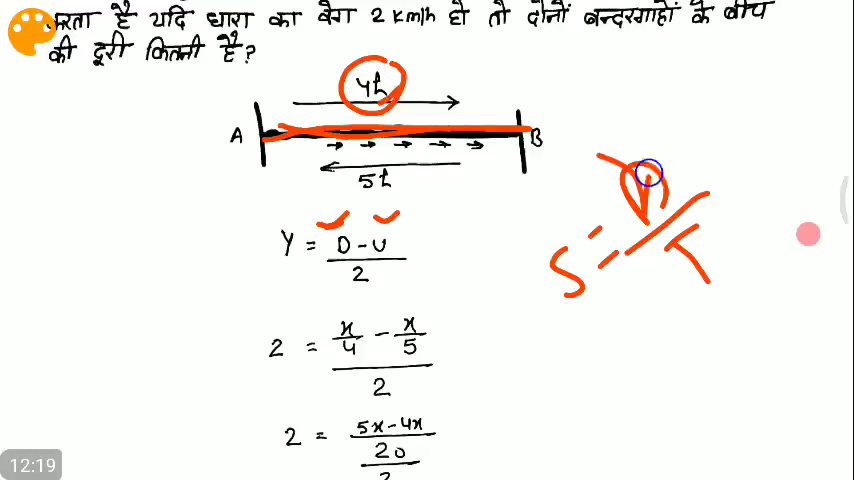 करता है यदि धारा का वेग 2 km/h हो तो दोनों बन्दरगाहों के बीच
की दूरी कितनी है?
4h
A B
5h
Y = D - U
2
S = D
T
2 = x/4 - x/5
2
2 = 5x - 4x
20
2
12:19